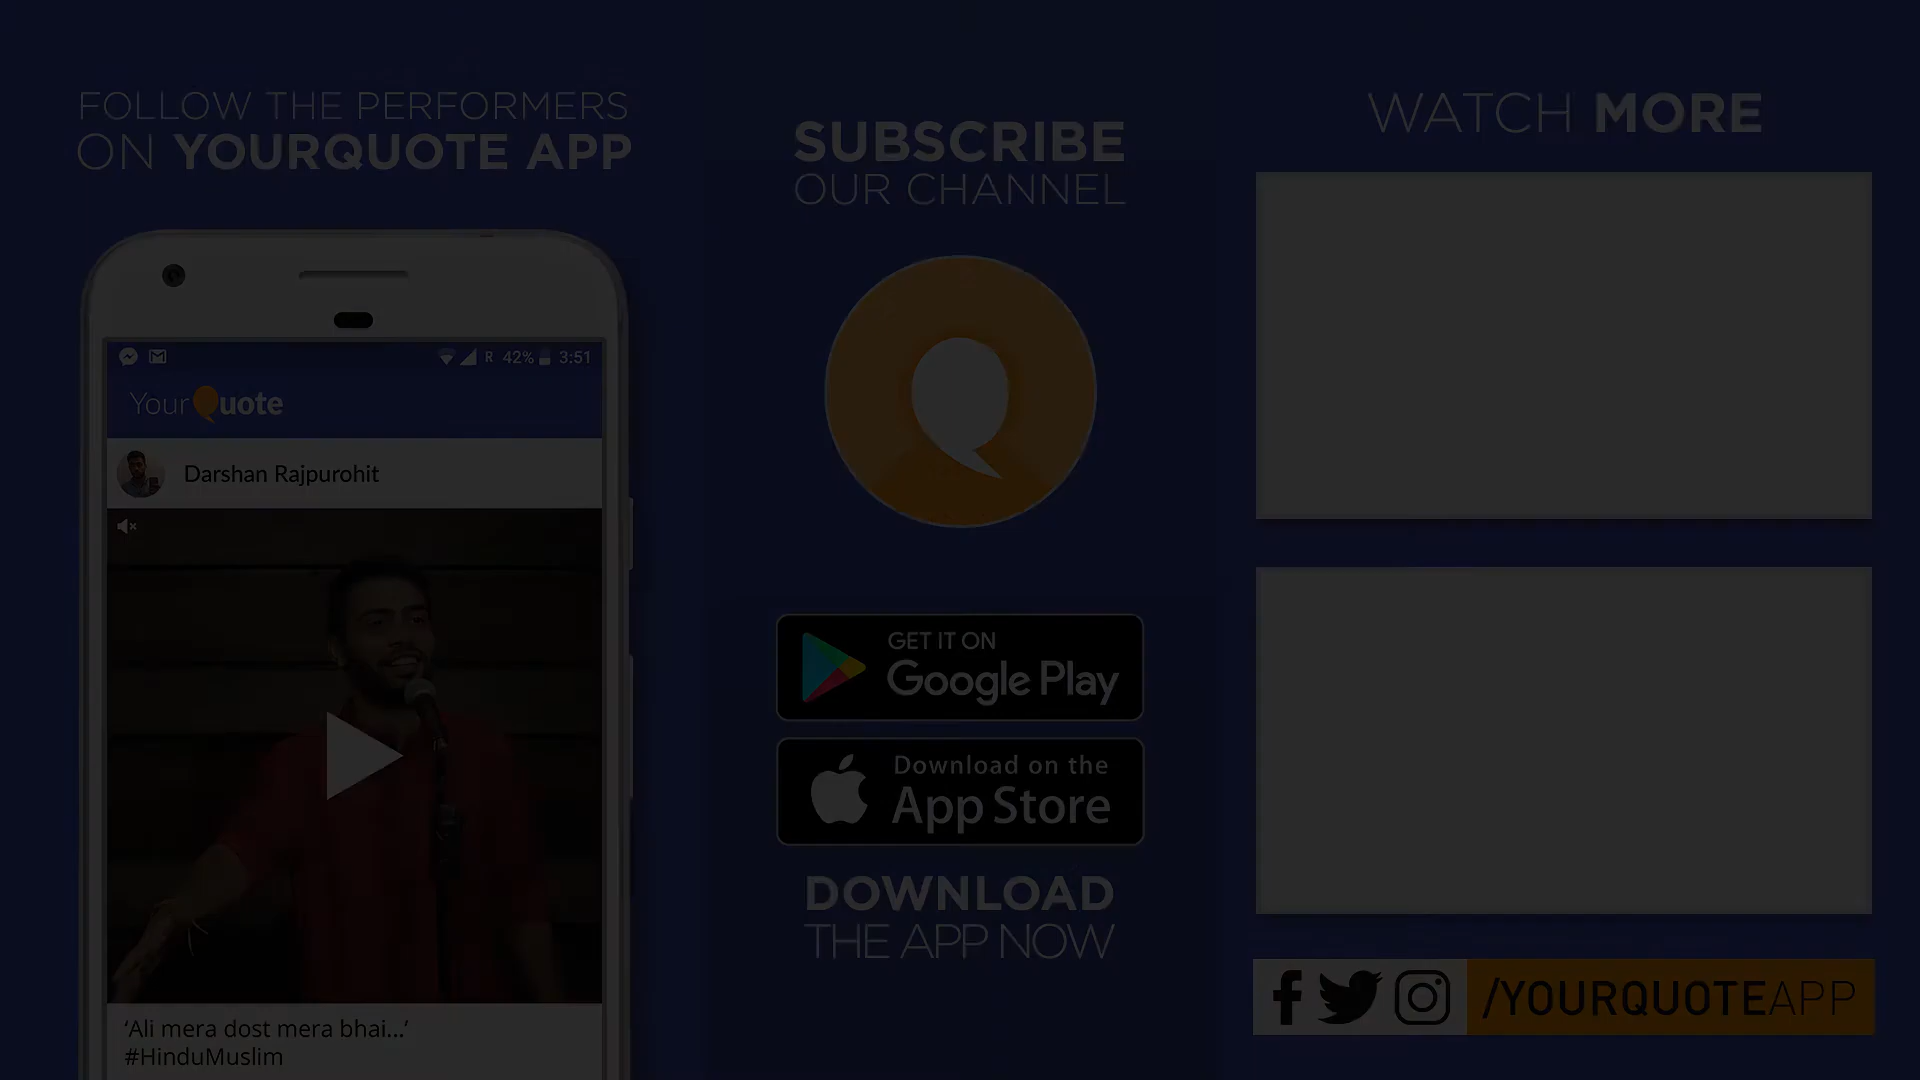 FOLLOW THE PERFORMERS
ON YOURQUOTE APP
R 42% 3:51
YourQuote
Darshan Rajpurohit
‘Ali mera dost mera bhai...’
#HinduMuslim
SUBSCRIBE
OUR CHANNEL
GET IT ON
Google Play
Download on the
App Store
DOWNLOAD
THE APP NOW
WATCH MORE
/YOURQUOTEAPP